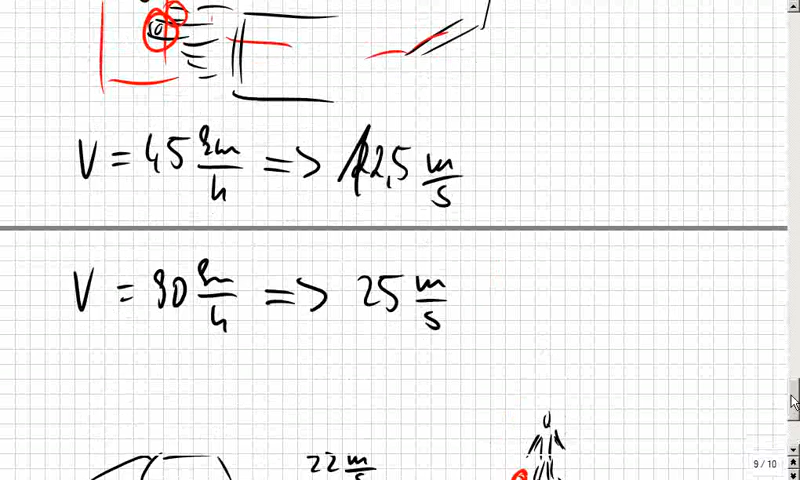 V = 45 km/h => 12,5 m/s
V = 90 km/h => 25 m/s
22 m/s
9 / 10